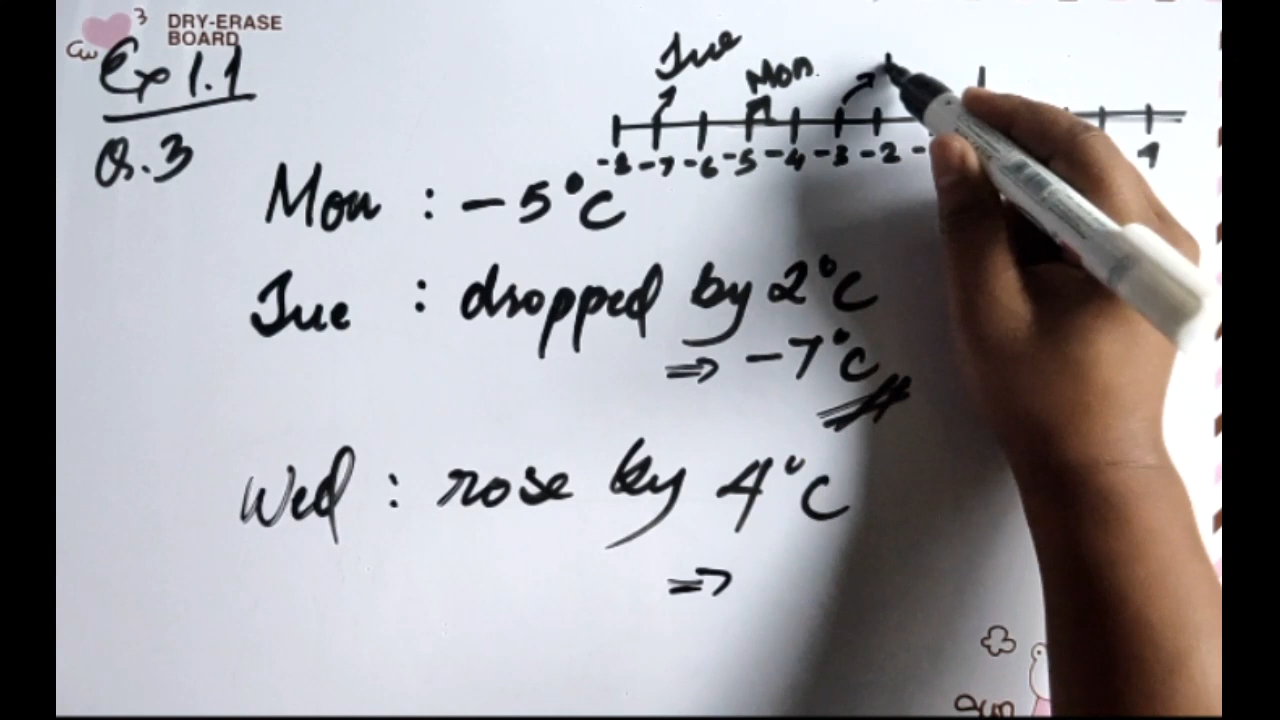 DRY-ERASE
BOARD
Ex 1.1
Q.3
Tue
Mon.
-8 -7 -6 -5 -4 -3 -2 - 4
Mon : -5°C
Tue : dropped by 2°C
⇒ -7°C
Wed : rose by 4°C
⇒